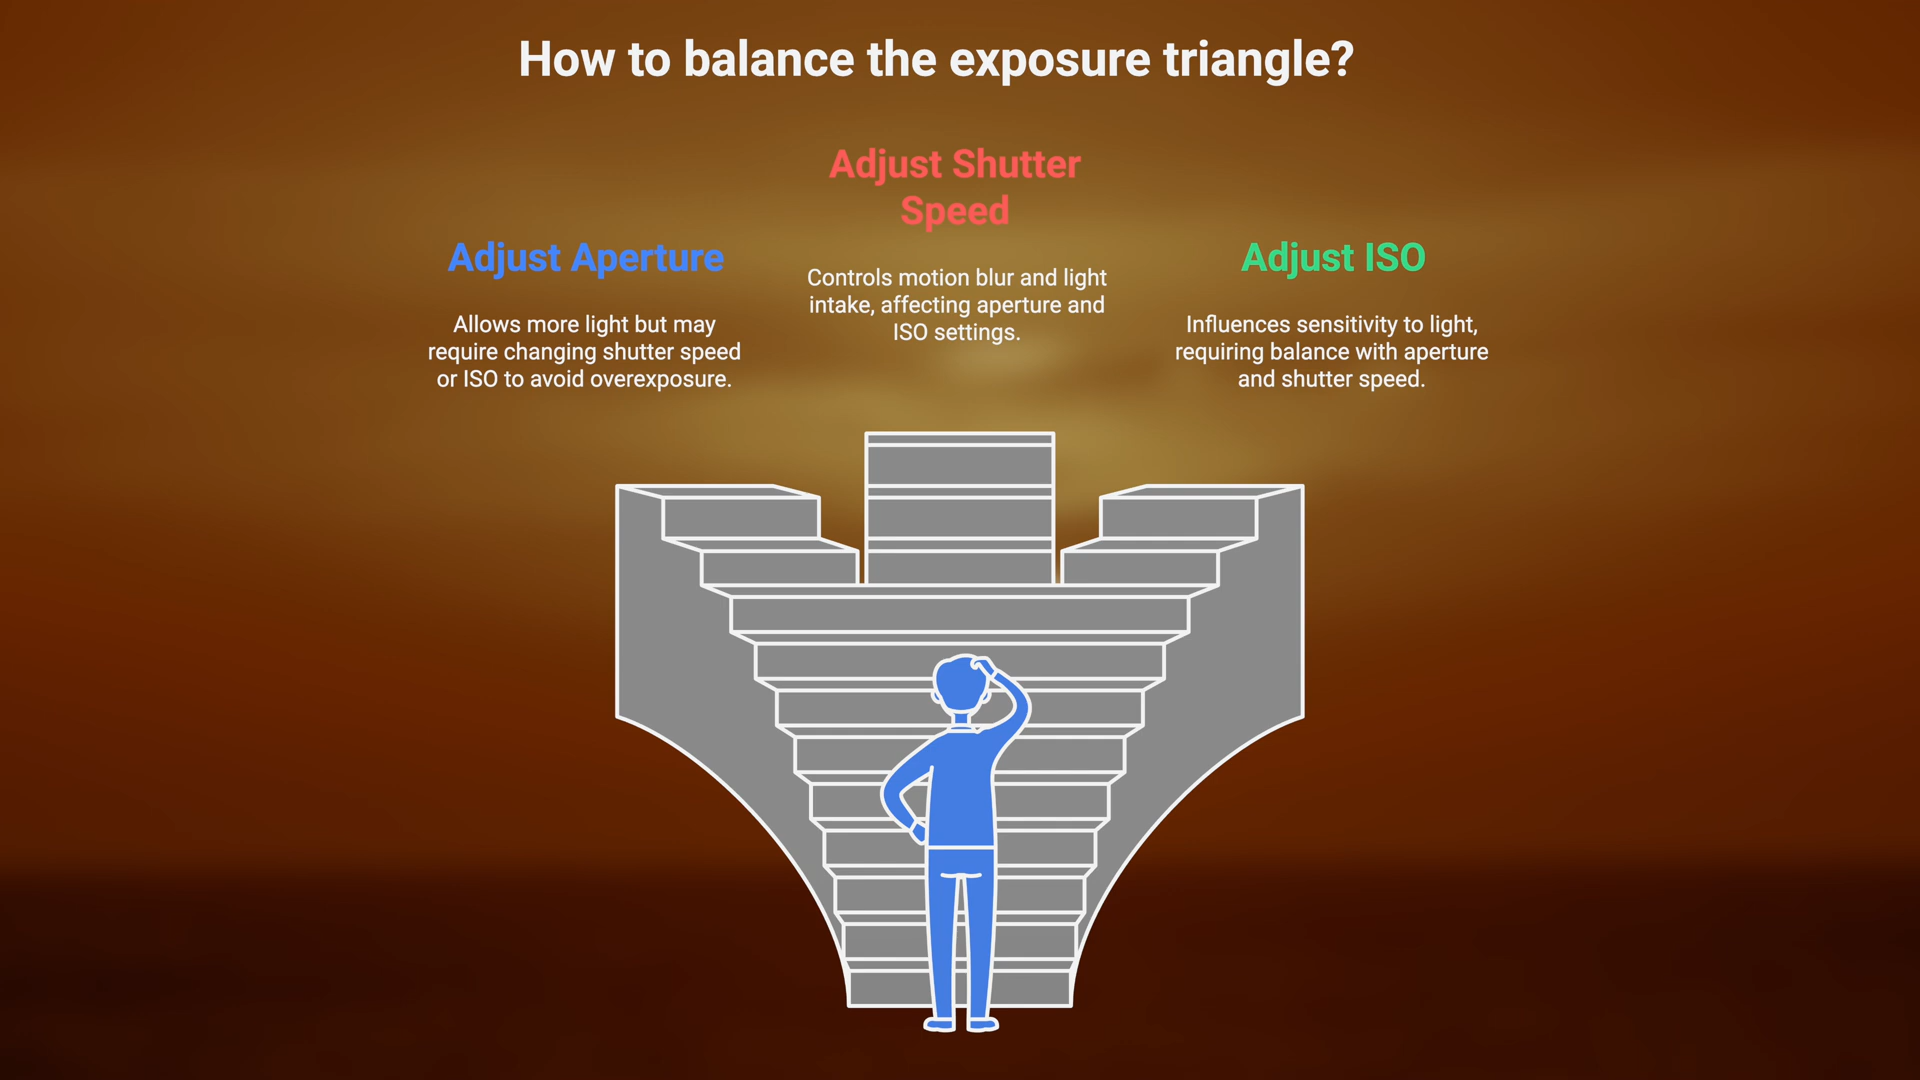 How to balance the exposure triangle?
Adjust Shutter
Speed
Controls motion blur and light
intake, affecting aperture and
ISO settings.
Adjust Aperture
Allows more light but may
require changing shutter speed
or ISO to avoid overexposure.
Adjust ISO
Influences sensitivity to light,
requiring balance with aperture
and shutter speed.